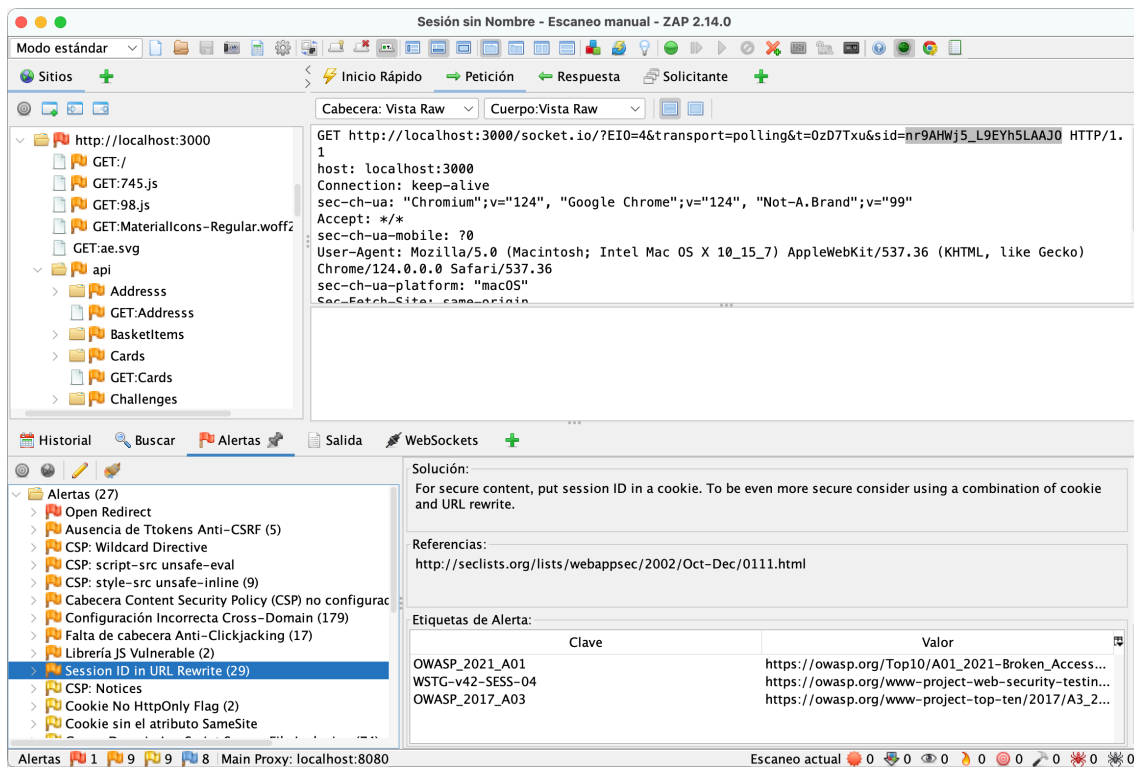 Sesión sin Nombre - Escaneo manual - ZAP 2.14.0
Modo estándar
Sitios
Inicio Rápido
Petición
Respuesta
Solicitante
Cabecera: Vista Raw
Cuerpo:Vista Raw
http://localhost:3000
GET:/
GET:745.js
GET:98.js
GET:MaterialIcons-Regular.woff2
GET:ae.svg
api
Addresss
GET:Addresss
BasketItems
Cards
GET:Cards
Challenges
GET http://localhost:3000/socket.io/?EIO=4&transport=polling&t=OzD7Txu&sid=nr9AHWj5_L9EYh5LAAJO HTTP/1.
1
host: localhost:3000
Connection: keep-alive
sec-ch-ua: "Chromium";v="124", "Google Chrome";v="124", "Not-A.Brand";v="99"
Accept: */*
sec-ch-ua-mobile: ?0
User-Agent: Mozilla/5.0 (Macintosh; Intel Mac OS X 10_15_7) AppleWebKit/537.36 (KHTML, like Gecko)
Chrome/124.0.0.0 Safari/537.36
sec-ch-ua-platform: "macOS"
Sec-Fetch-Site: same-origin
Historial
Buscar
Alertas
Salida
WebSockets
Alertas (27)
Open Redirect
Ausencia de Ttokens Anti-CSRF (5)
CSP: Wildcard Directive
CSP: script-src unsafe-eval
CSP: style-src unsafe-inline (9)
Cabecera Content Security Policy (CSP) no configurac
Configuración Incorrecta Cross-Domain (179)
Falta de cabecera Anti-Clickjacking (17)
Librería JS Vulnerable (2)
Session ID in URL Rewrite (29)
CSP: Notices
Cookie No HttpOnly Flag (2)
Cookie sin el atributo SameSite
Solución:
For secure content, put session ID in a cookie. To be even more secure consider using a combination of cookie
and URL rewrite.
Referencias:
http://seclists.org/lists/webappsec/2002/Oct-Dec/0111.html
Etiquetas de Alerta:
Clave Valor
OWASP_2021_A01 https://owasp.org/Top10/A01_2021-Broken_Access...
WSTG-v42-SESS-04 https://owasp.org/www-project-web-security-testin...
OWASP_2017_A03 https://owasp.org/www-project-top-ten/2017/A3_2...
Alertas 1 9 9 8 Main Proxy: localhost:8080
Escaneo actual 0 0 0 0 0 0 0 0